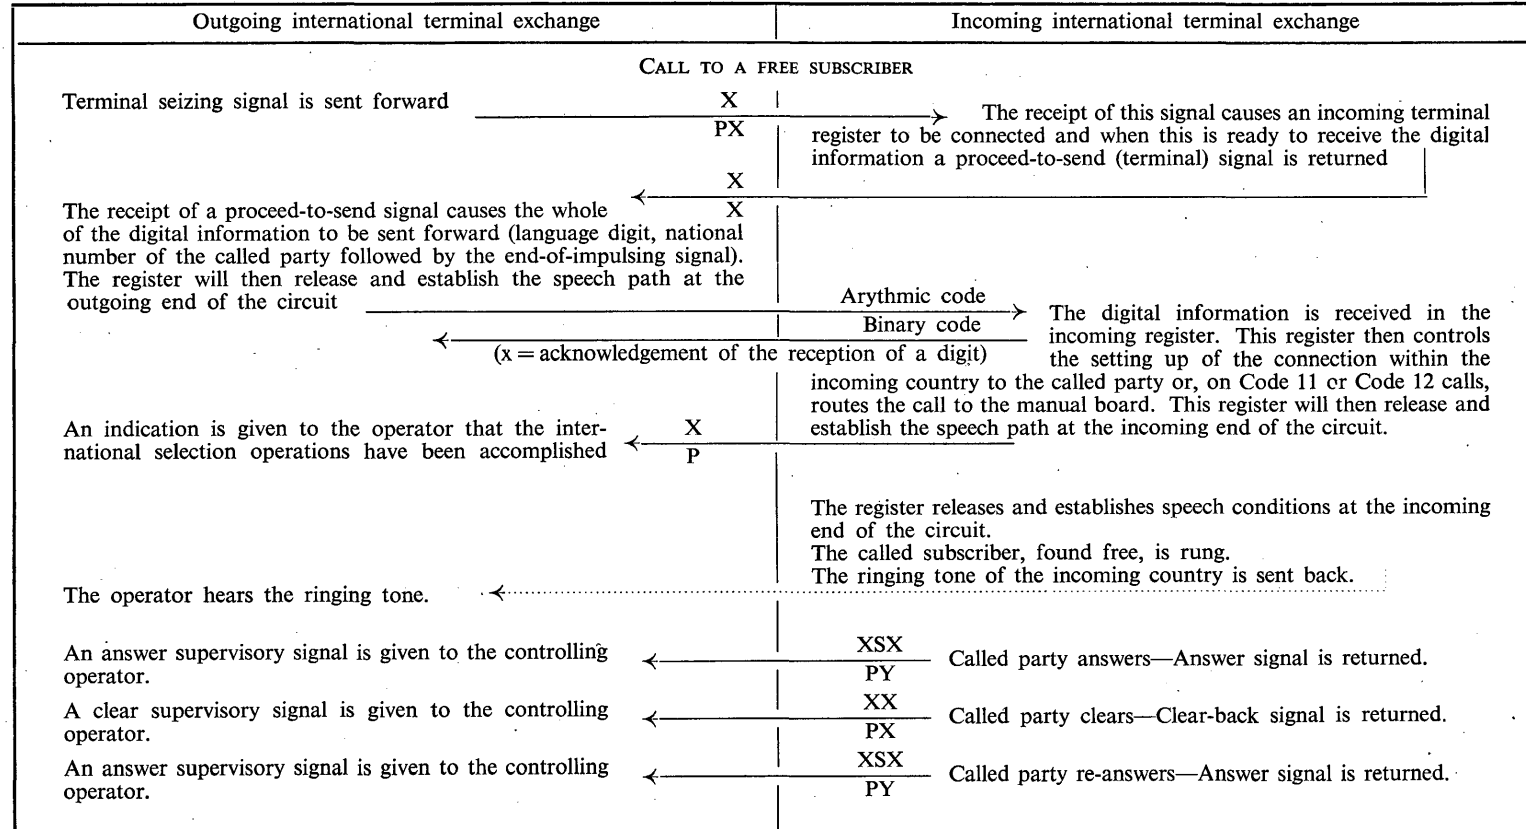 Outgoing international terminal exchange
Incoming international terminal exchange
CALL TO A FREE SUBSCRIBER
Terminal seizing signal is sent forward
X
PX
The receipt of this signal causes an incoming terminal
register to be connected and when this is ready to receive the digital
information a proceed-to-send (terminal) signal is returned
X
X
The receipt of a proceed-to-send signal causes the whole
of the digital information to be sent forward (language digit, national
number of the called party followed by the end-of-impulsing signal).
The register will then release and establish the speech path at the
outgoing end of the circuit
Arythmic code
Binary code
(x = acknowledgement of the reception of a digit)
The digital information is received in the
incoming register. This register then controls
the setting up of the connection within the
incoming country to the called party or, on Code 11 or Code 12 calls,
routes the call to the manual board. This register will then release and
establish the speech path at the incoming end of the circuit.
An indication is given to the operator that the inter-
national selection operations have been accomplished
X
P
The register releases and establishes speech conditions at the incoming
end of the circuit.
The called subscriber, found free, is rung.
The ringing tone of the incoming country is sent back.
The operator hears the ringing tone.
An answer supervisory signal is given to the controlling
operator.
XSX
PY
Called party answers—Answer signal is returned.
A clear supervisory signal is given to the controlling
operator.
XX
PX
Called party clears—Clear-back signal is returned.
An answer supervisory signal is given to the controlling
operator.
XSX
PY
Called party re-answers—Answer signal is returned.